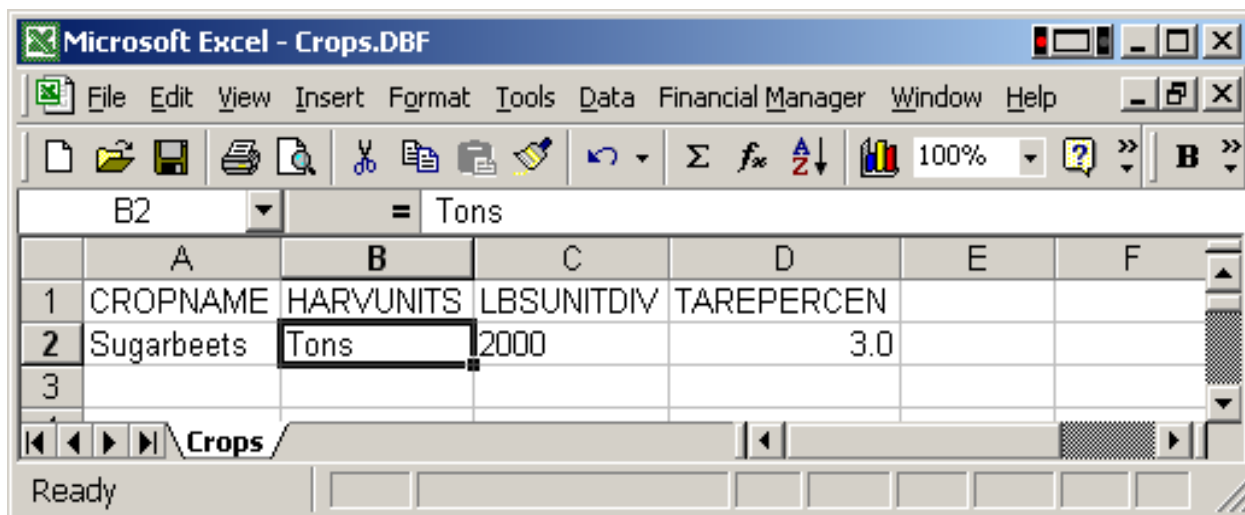 Microsoft Excel - Crops.DBF
File Edit View Insert Format Tools Data Financial Manager Window Help
Σ fx A Z 100% ? » B »
B2 = Tons
A B C D E F
1 CROPNAME HARVUNITS LBSUNITDIV TAREPERCEN
2 Sugarbeets Tons 2000 3.0
3
Crops
Ready